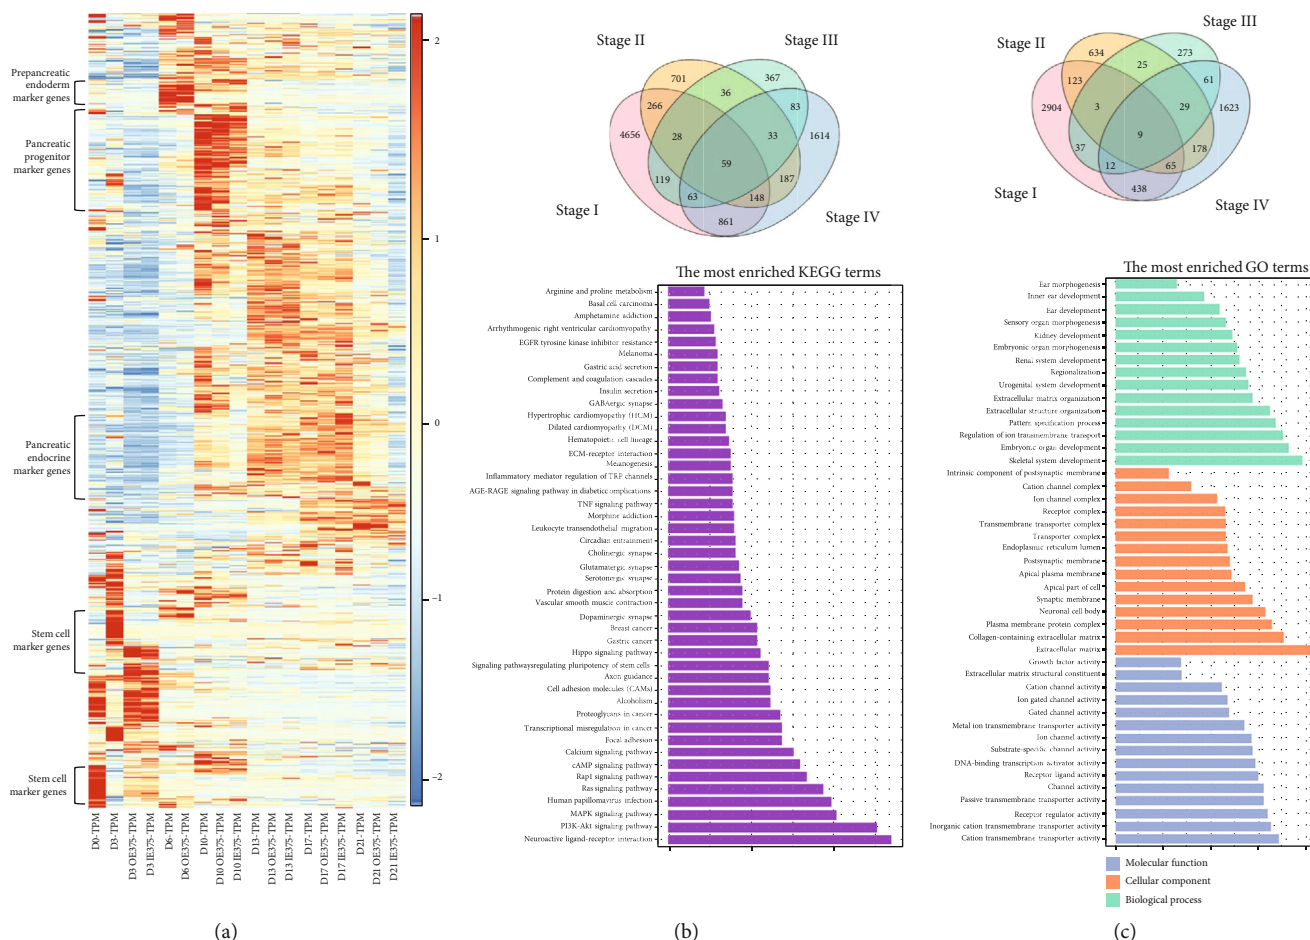 Prepancreatic
endoderm
marker genes
Pancreatic
progenitor
marker genes
Pancreatic
endocrine
marker genes
Stem cell
marker genes
Stem cell
marker genes
2
1
0
−1
−2
D0-TPM
D3-TPM
D3 OE375-TPM
D3 IE375-TPM
D6-TPM
D6 OE375-TPM
D10-TPM
D10 OE375-TPM
D10 IE375-TPM
D13-TPM
D13 OE375-TPM
D13 IE375-TPM
D17-TPM
D17 OE375-TPM
D17 IE375-TPM
D21-TPM
D21 OE375-TPM
D21 IE375-TPM
(a)
Stage II
Stage III
701
367
266
36
83
4656
28
33
1614
59
119
187
63
148
861
Stage I
Stage IV
The most enriched KEGG terms
Arginine and proline metabolism
Basal cell carcinoma
Amphetamine addiction
Arrhythmogenic right ventricular cardiomyopathy
EGFR tyrosine kinase inhibitor resistance
Melanoma
Gastric acid secretion
Complement and coagulation cascades
Insulin secretion
GABAergic synapse
Hypertrophic cardiomyopathy (HCM)
Dilated cardiomyopathy (DCM)
Hematopoietic cell lineage
ECM-receptor interaction
Melanogenesis
Inflammatory mediator regulation of TRP channels
AGE-RAGE signaling pathway in diabetic complications
TNF signaling pathway
Morphine addiction
Leukocyte transendothelial migration
Circadian entrainment
Cholinergic synapse
Glutamatergic synapse
Serotonergic synapse
Protein digestion and absorption
Vascular smooth muscle contraction
Dopaminergic synapse
Breast cancer
Gastric cancer
Hippo signaling pathway
Signaling pathwaysregulating pluripotency of stem cells
Axon guidance
Cell adhesion molecules (CAMs)
Alcoholism
Proteoglycans in cancer
Transcriptional misregulation in cancer
Focal adhesion
Calcium signaling pathway
cAMP signaling pathway
Rap1 signaling pathway
Ras signaling pathway
Human papillomavirus infection
MAPK signaling pathway
PI3K-Akt signaling pathway
Neuroactive ligand-receptor interaction
(b)
Stage II
Stage III
634
273
123
25
61
2904
3
29
1623
9
37
178
12
65
438
Stage I
Stage IV
The most enriched GO terms
Ear morphogenesis
Inner ear development
Ear development
Sensory organ morphogenesis
Kidney development
Embryonic organ morphogenesis
Renal system development
Regionalization
Urogenital system development
Extracellular matrix organization
Extracellular structure organization
Pattern specification process
Regulation of ion transmembrane transport
Embryonic organ development
Skeletal system development
Intrinsic component of postsynaptic membrane
Cation channel complex
Ion channel complex
Receptor complex
Transmembrane transporter complex
Transporter complex
Endoplasmic reticulum lumen
Postsynaptic membrane
Apical plasma membrane
Apical part of cell
Synaptic membrane
Neuronal cell body
Plasma membrane protein complex
Collagen-containing extracellular matrix
Extracellular matrix
Growth factor activity
Extracellular matrix structural constituent
Cation channel activity
Ion gated channel activity
Gated channel activity
Metal ion transmembrane transporter activity
Ion channel activity
Substrate-specific channel activity
DNA-binding transcription activator activity
Receptor ligand activity
Channel activity
Passive transmembrane transporter activity
Receptor regulator activity
Inorganic cation transmembrane transporter activity
Cation transmembrane transporter activity
Molecular function
Cellular component
Biological process
(c)